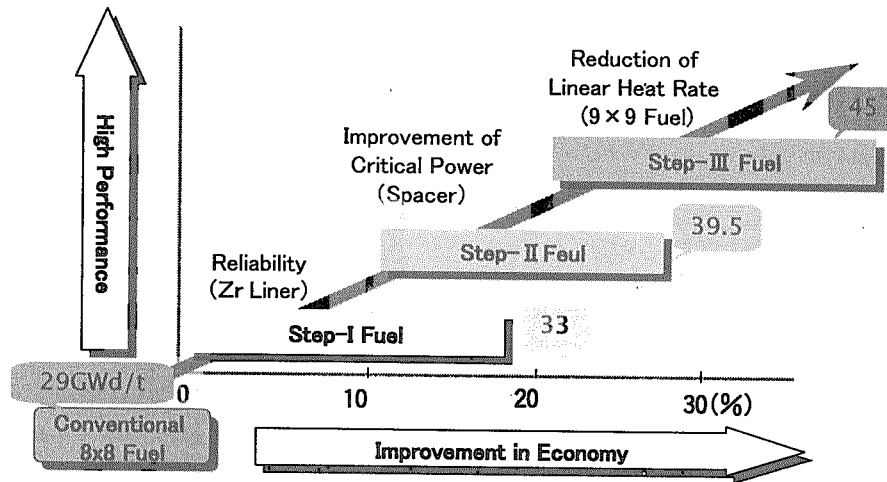 Reduction of
Linear Heat Rate
(9×9 Fuel)
45
High Performance
Improvement of
Critical Power
(Spacer)
Step-III Fuel
39.5
Reliability
(Zr Liner)
Step-II Feul
Step-I Fuel
33
29GWd/t
0
10
20
30(%)
Conventional
8x8 Fuel
Improvement in Economy